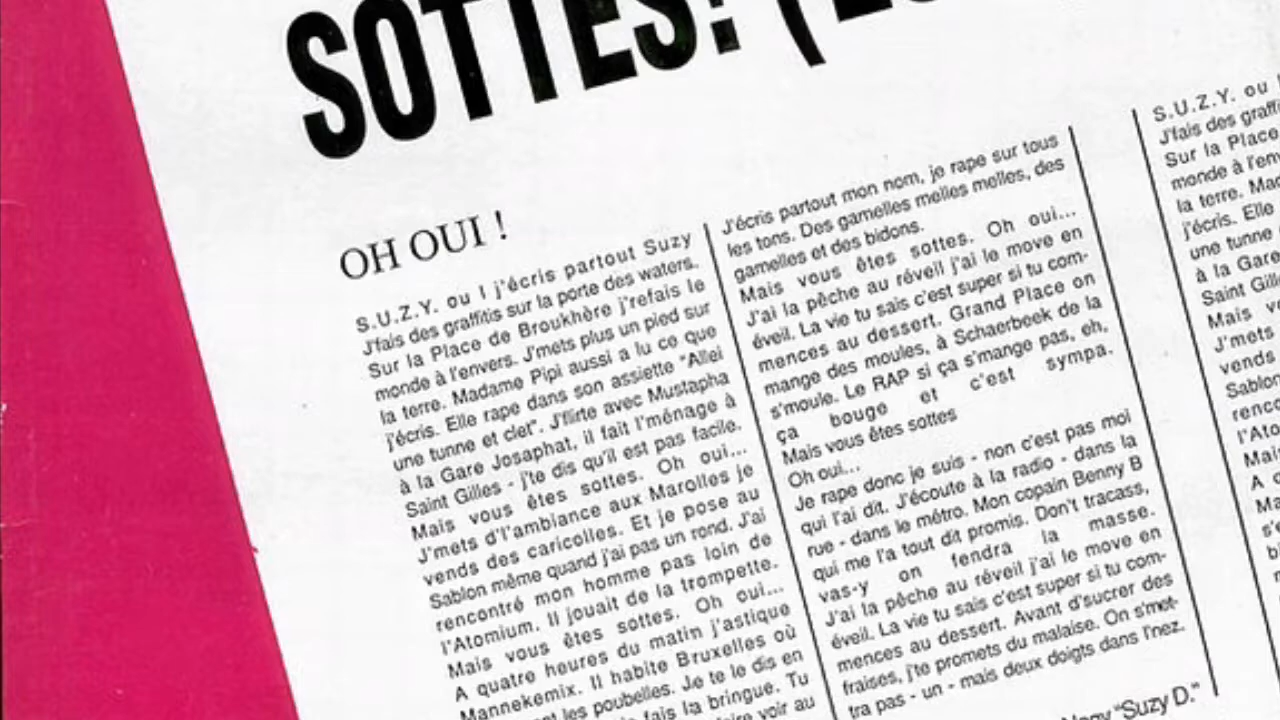 SOTTES! (
OH OUI !
S.U.Z.Y. ou I j'écris partout Suzy
J'fais des graffitis sur la porte des waters.
Sur la Place de Broukhère j'refais le
monde à l'envers. J'mets plus un pied sur
la terre. Madame Pipi aussi a lu ce que
j'écris. Elle rape dans son assiette "Allei
une tunne et clet". J'flirte avec Mustapha
à la Gare Josaphat, il fait l'ménage à
Saint Gilles - j'te dis qu'il est pas facile.
Mais vous êtes sottes. Oh oui...
J'mets d'l'ambiance aux Marolles je
vends des caricolles. Et je pose au
Sablon même quand j'ai pas un rond. J'ai
rencontré mon homme pas loin de
l'Atomium. Il jouait de la trompette.
Mais vous êtes sottes. Oh oui...
A quatre heures du matin j'astique
Mannekemix. Il habite Bruxelles où
les poubelles. Je te le dis en
fais la bringue. Tu
voir au
J'écris partout mon nom, je rape sur tous
les tons. Des gamelles melles melles, des
gamelles et des bidons.
Mais vous êtes sottes. Oh oui...
J'ai la pêche au réveil j'ai le move en
éveil. La vie tu sais c'est super si tu com-
mences au dessert. Grand Place on
mange des moules, à Schaerbeek de la
s'moule. Le RAP si ça s'mange pas, eh,
ça bouge et c'est sympa.
Mais vous êtes sottes
Oh oui...
Je rape donc je suis - non c'est pas moi
qui l'ai dit. J'écoute à la radio - dans la
rue - dans le métro. Mon copain Benny B
qui me l'a tout dit promis. Don't tracass,
vas-y on fendra la masse.
J'ai la pêche au réveil j'ai le move en
éveil. La vie tu sais c'est super si tu com-
mences au dessert. Avant d'sucrer des
fraises, j'te promets du malaise. On s'met-
tra pas - un - mais deux doigts dans l'nez.
"Suzy D."
S.U.Z.Y. ou
J'fais des graff
Sur la Place
monde à l'env
la terre. Mad
j'écris. Elle
une tunne
à la Gare
Saint Gill
Mais v
J'mets
vends
Sablo
renco
l'Ato
Mai
A
M
s'